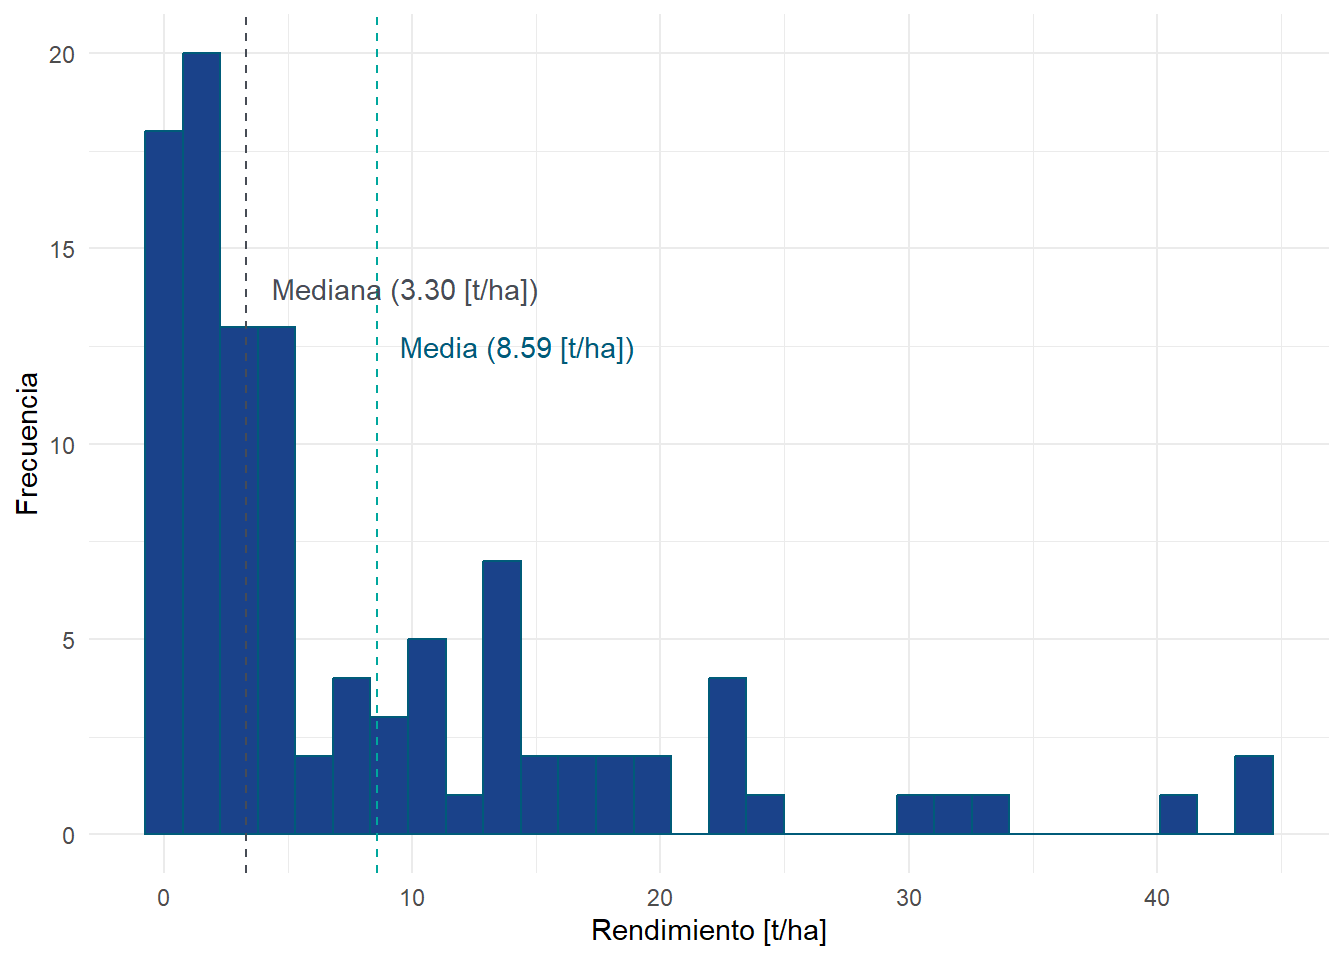 20
15
Mediana (3.30 [t/ha])
Media (8.59 [t/ha])
Frecuencia
10
5
0
0 10 20 30 40
Rendimiento [t/ha]